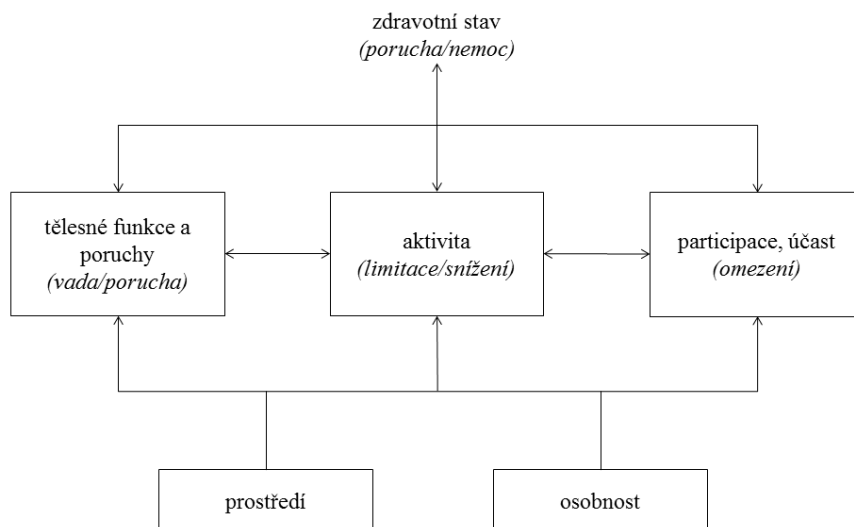 zdravotní stav
(porucha/nemoc)
tělesné funkce a
poruchy
(vada/porucha)
aktivita
(limitace/snížení)
participace, účast
(omezení)
prostředí
osobnost